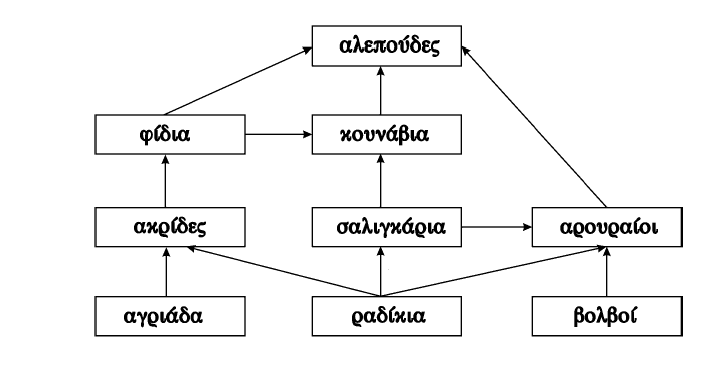 αλεπούδες
φίδια
κουνάβια
ακρίδες
σαλιγκάρια
αρουραίοι
αγριάδα
ραδίκια
βολβοί